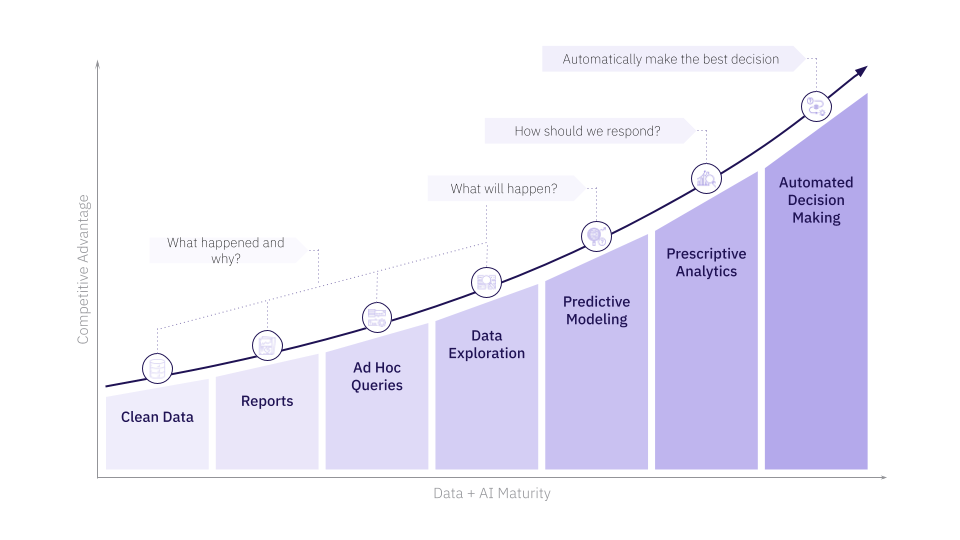 Automatically make the best decision
How should we respond?
What will happen?
What happened and
why?
Competitive Advantage
Clean Data
Reports
Ad Hoc
Queries
Data
Exploration
Predictive
Modeling
Prescriptive
Analytics
Automated
Decision
Making
Data + AI Maturity